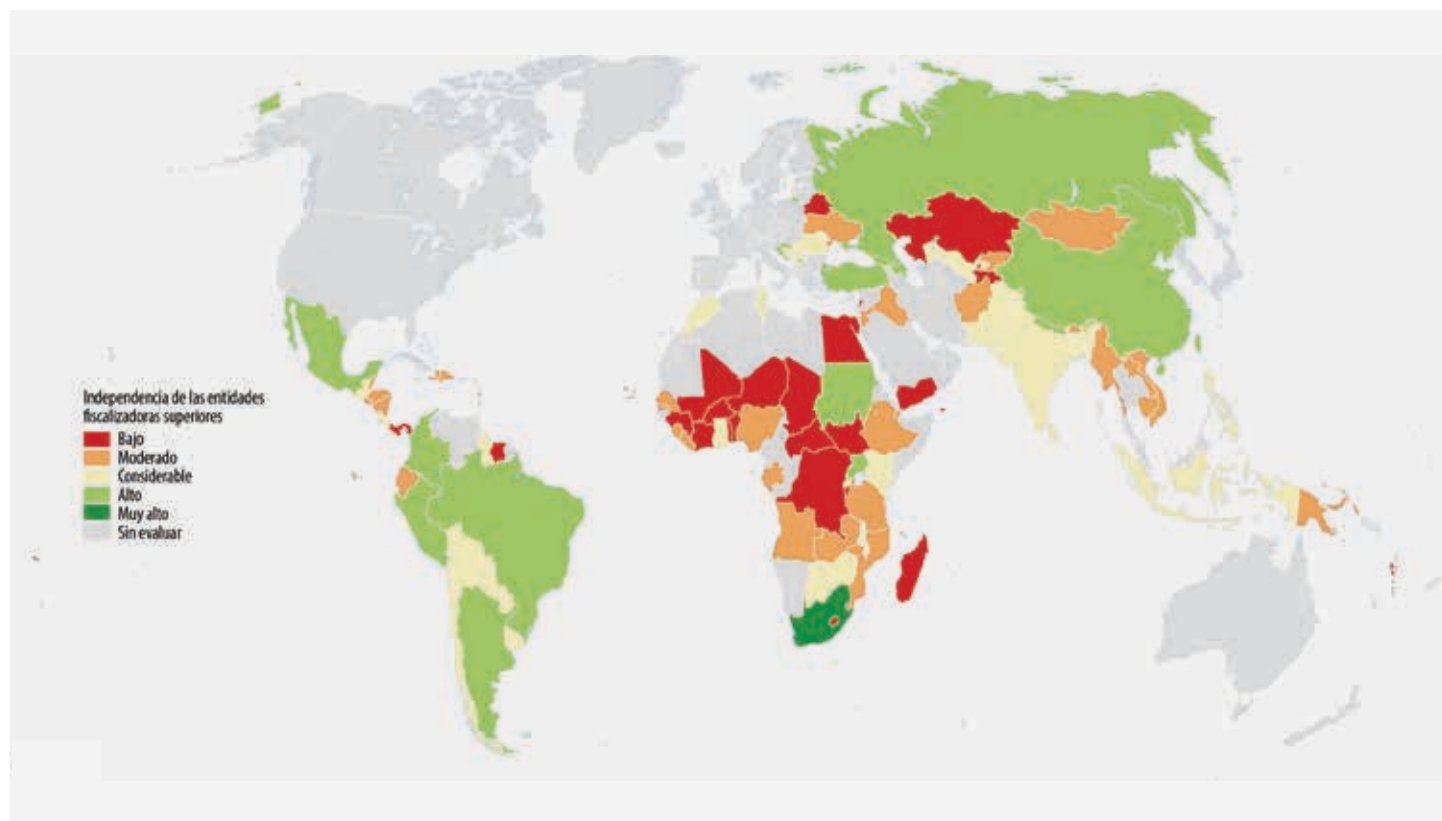 Independencia de las entidades
fiscalizadoras superiores
Bajo
Moderado
Considerable
Alto
Muy alto
Sin evaluar